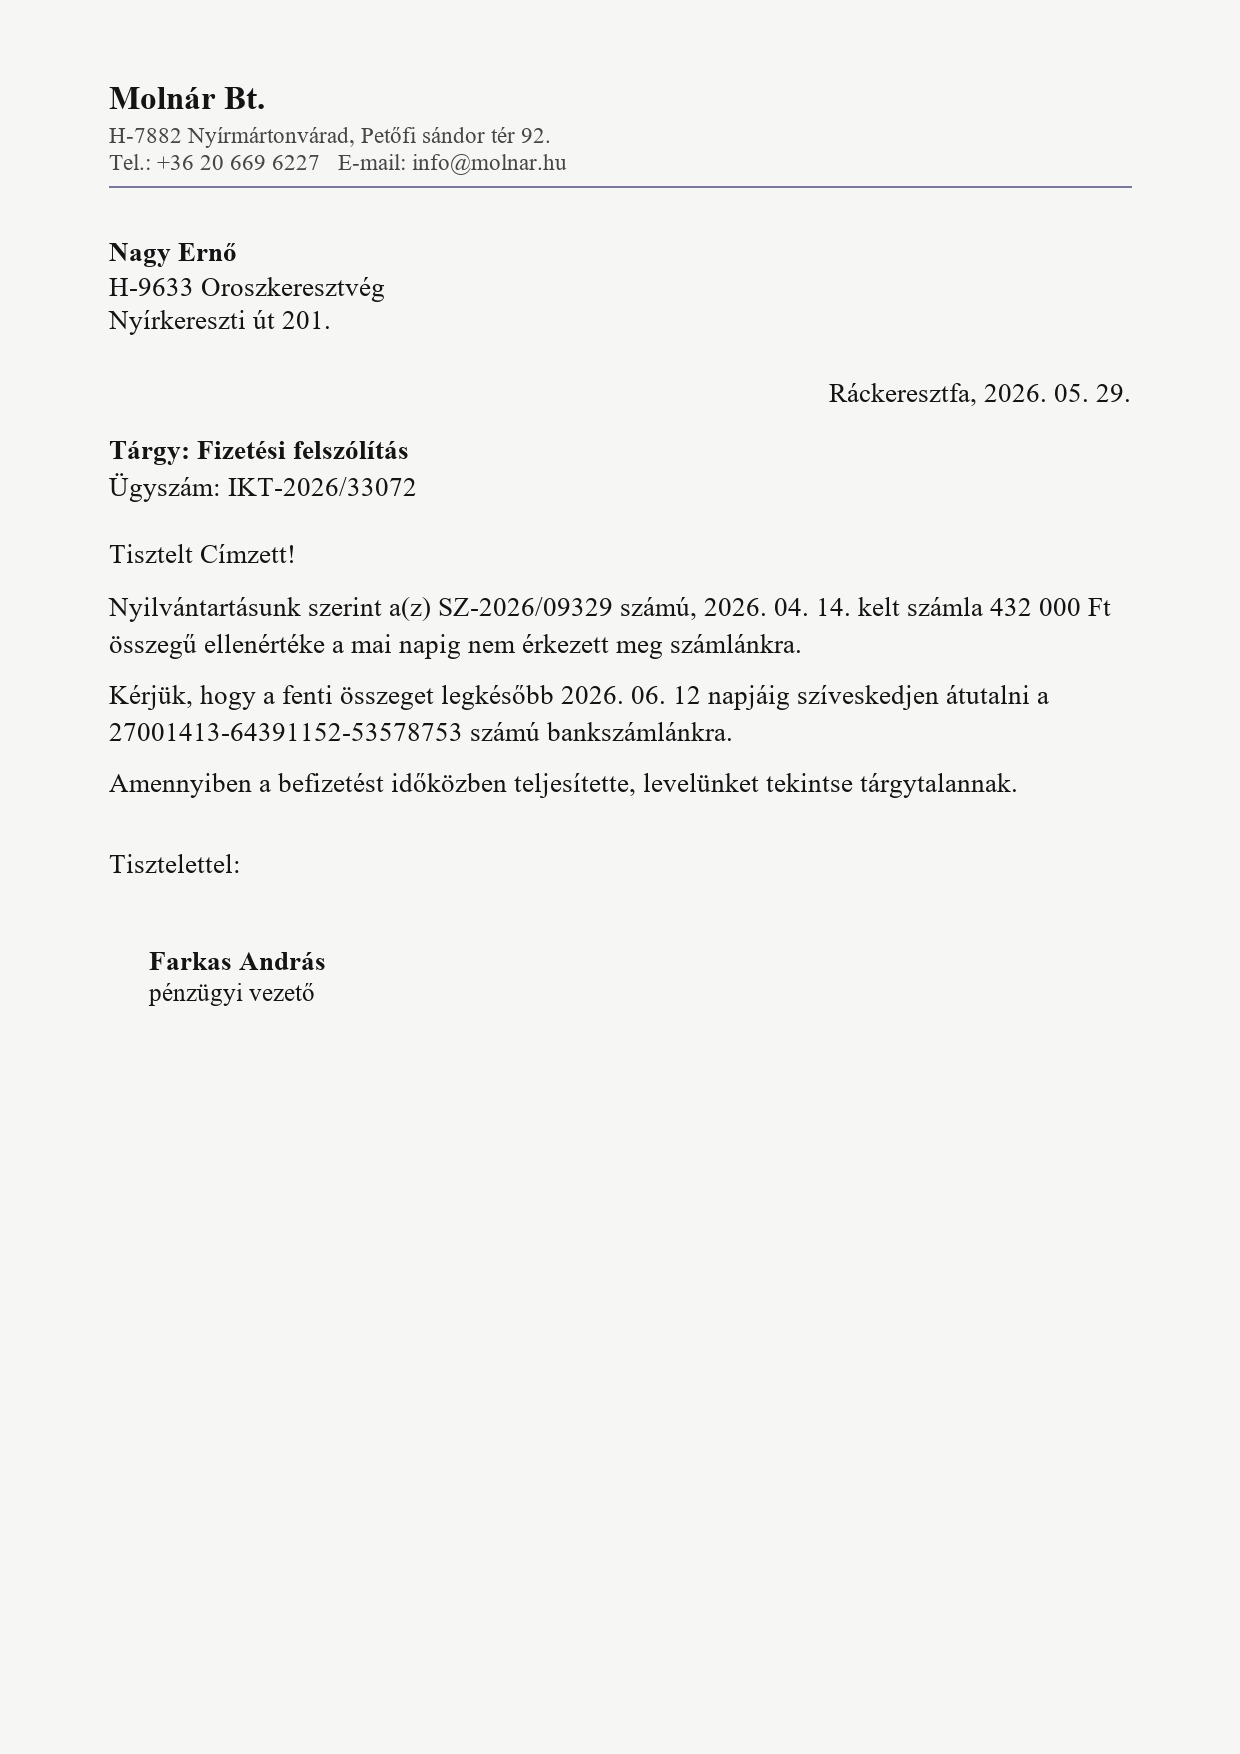 Molnár Bt.
H-7882 Nyírmártonvárad, Petőfi sándor tér 92.
Tel.: +36 20 669 6227 E-mail: info@molnar.hu
Nagy Ernő
H-9633 Oroszkeresztvég
Nyírkereszti út 201.
Ráckeresztfa, 2026. 05. 29.
Tárgy: Fizetési felszólítás
Ügyszám: IKT-2026/33072
Tisztelt Címzett!
Nyilvántartásunk szerint a(z) SZ-2026/09329 számú, 2026. 04. 14. kelt számla 432 000 Ft
összegű ellenértéke a mai napig nem érkezett meg számlánkra.
Kérjük, hogy a fenti összeget legkésőbb 2026. 06. 12 napjáig szíveskedjen átutalni a
27001413-64391152-53578753 számú bankszámlánkra.
Amennyiben a befizetést időközben teljesítette, levelünket tekintse tárgytalannak.
Tisztelettel:
Farkas András
pénzügyi vezető